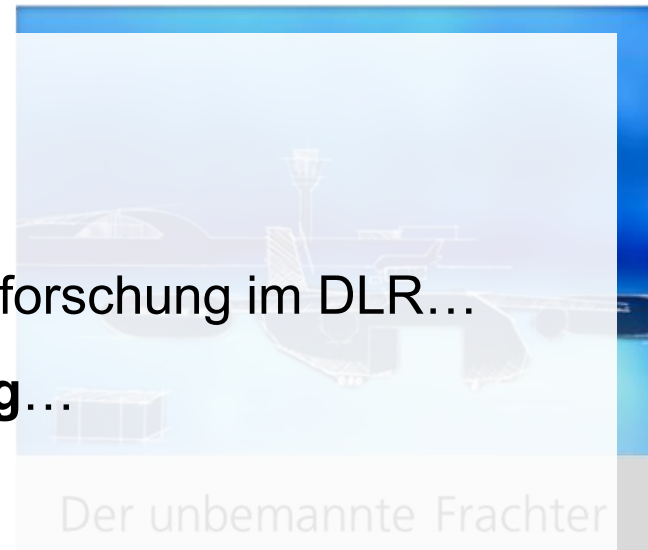 forschung im DLR…
g…
Der unbemannte Frachter